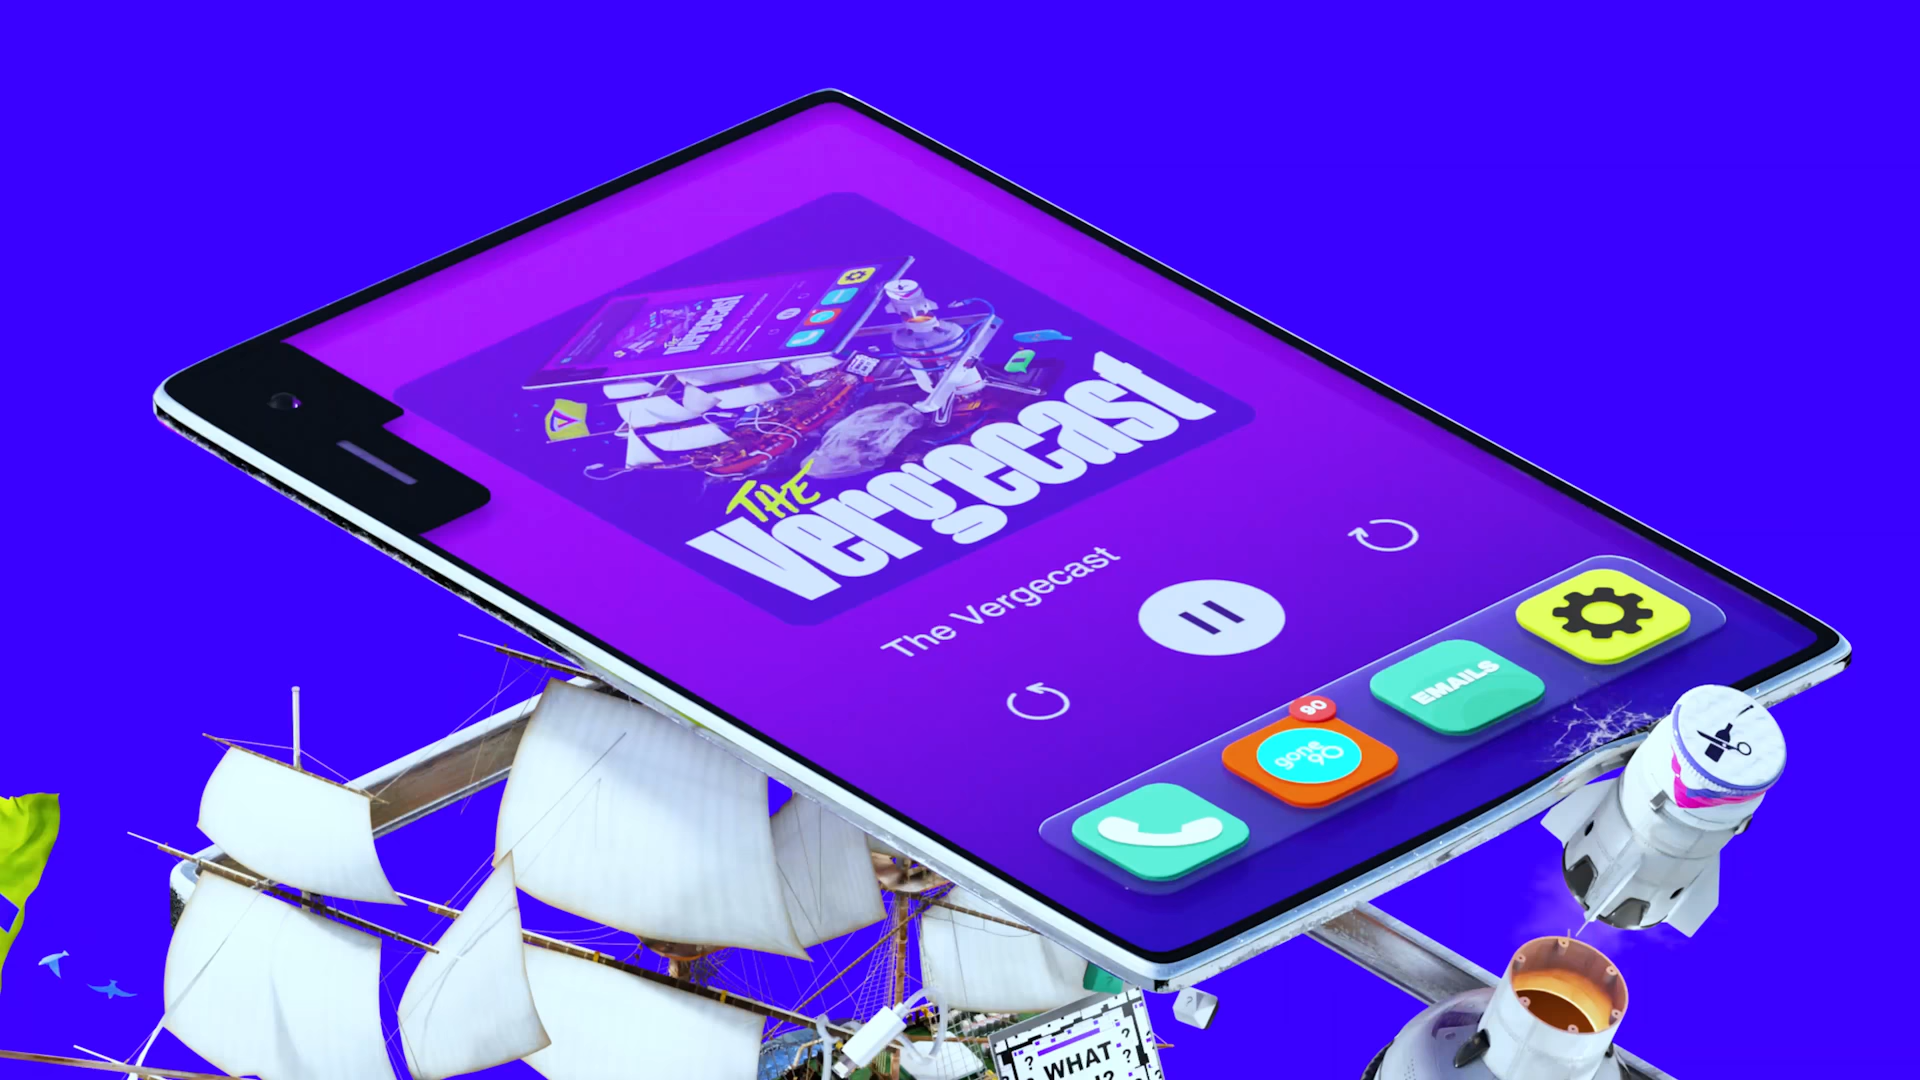 THE
Vergecast
The Vergecast
EMAILS
90
gone
90
WHAT